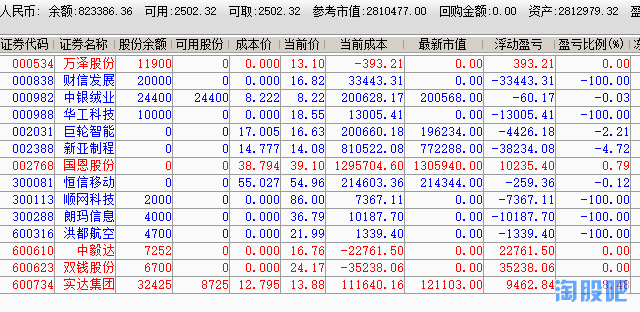 人民币: 余额:823386.36 可用:2502.32 可取:2502.32 参考市值:2810477.00 回购金额:0.00 资产:2812979.32 盈
证券代码 证券名称 股份余额 可用股份 成本价 当前价 当前成本 最新市值 浮动盈亏 盈亏比例(%) 冻
000534 万泽股份 11900 0 0.000 13.10 -393.21 0.00 393.21 0.00
000838 财信发展 20000 0 0.000 16.82 33443.31 0.00 -33443.31 -100.00
000982 中银绒业 24400 24400 8.222 8.22 200628.17 200568.00 -60.17 -0.03
000988 华工科技 10000 0 0.000 18.55 13005.41 0.00 -13005.41 -100.00
002031 巨轮智能 0 0 17.005 16.63 200660.18 196234.00 -4426.18 -2.21
002388 新亚制程 0 0 14.777 14.08 810522.08 772288.00 -38234.08 -4.72
002768 国恩股份 0 0 38.794 39.10 1295704.60 1305940.00 10235.40 0.79
300081 恒信移动 0 0 55.027 54.96 214603.36 214344.00 -259.36 -0.12
300113 顺网科技 2000 0 0.000 86.00 7367.11 0.00 -7367.11 -100.00
300288 朗玛信息 4000 0 0.000 36.79 10187.70 0.00 -10187.70 -100.00
600316 洪都航空 4700 0 0.000 21.99 1339.40 0.00 -1339.40 -100.00
600610 中毅达 7252 0 0.000 16.76 -22761.50 0.00 22761.50 0.00
600623 双钱股份 6700 0 0.000 24.17 -35238.06 0.00 35238.06 0.00
600734 实达集团 32425 8725 12.795 13.88 111640.16 121103.00 9462.84 8.48
淘股吧